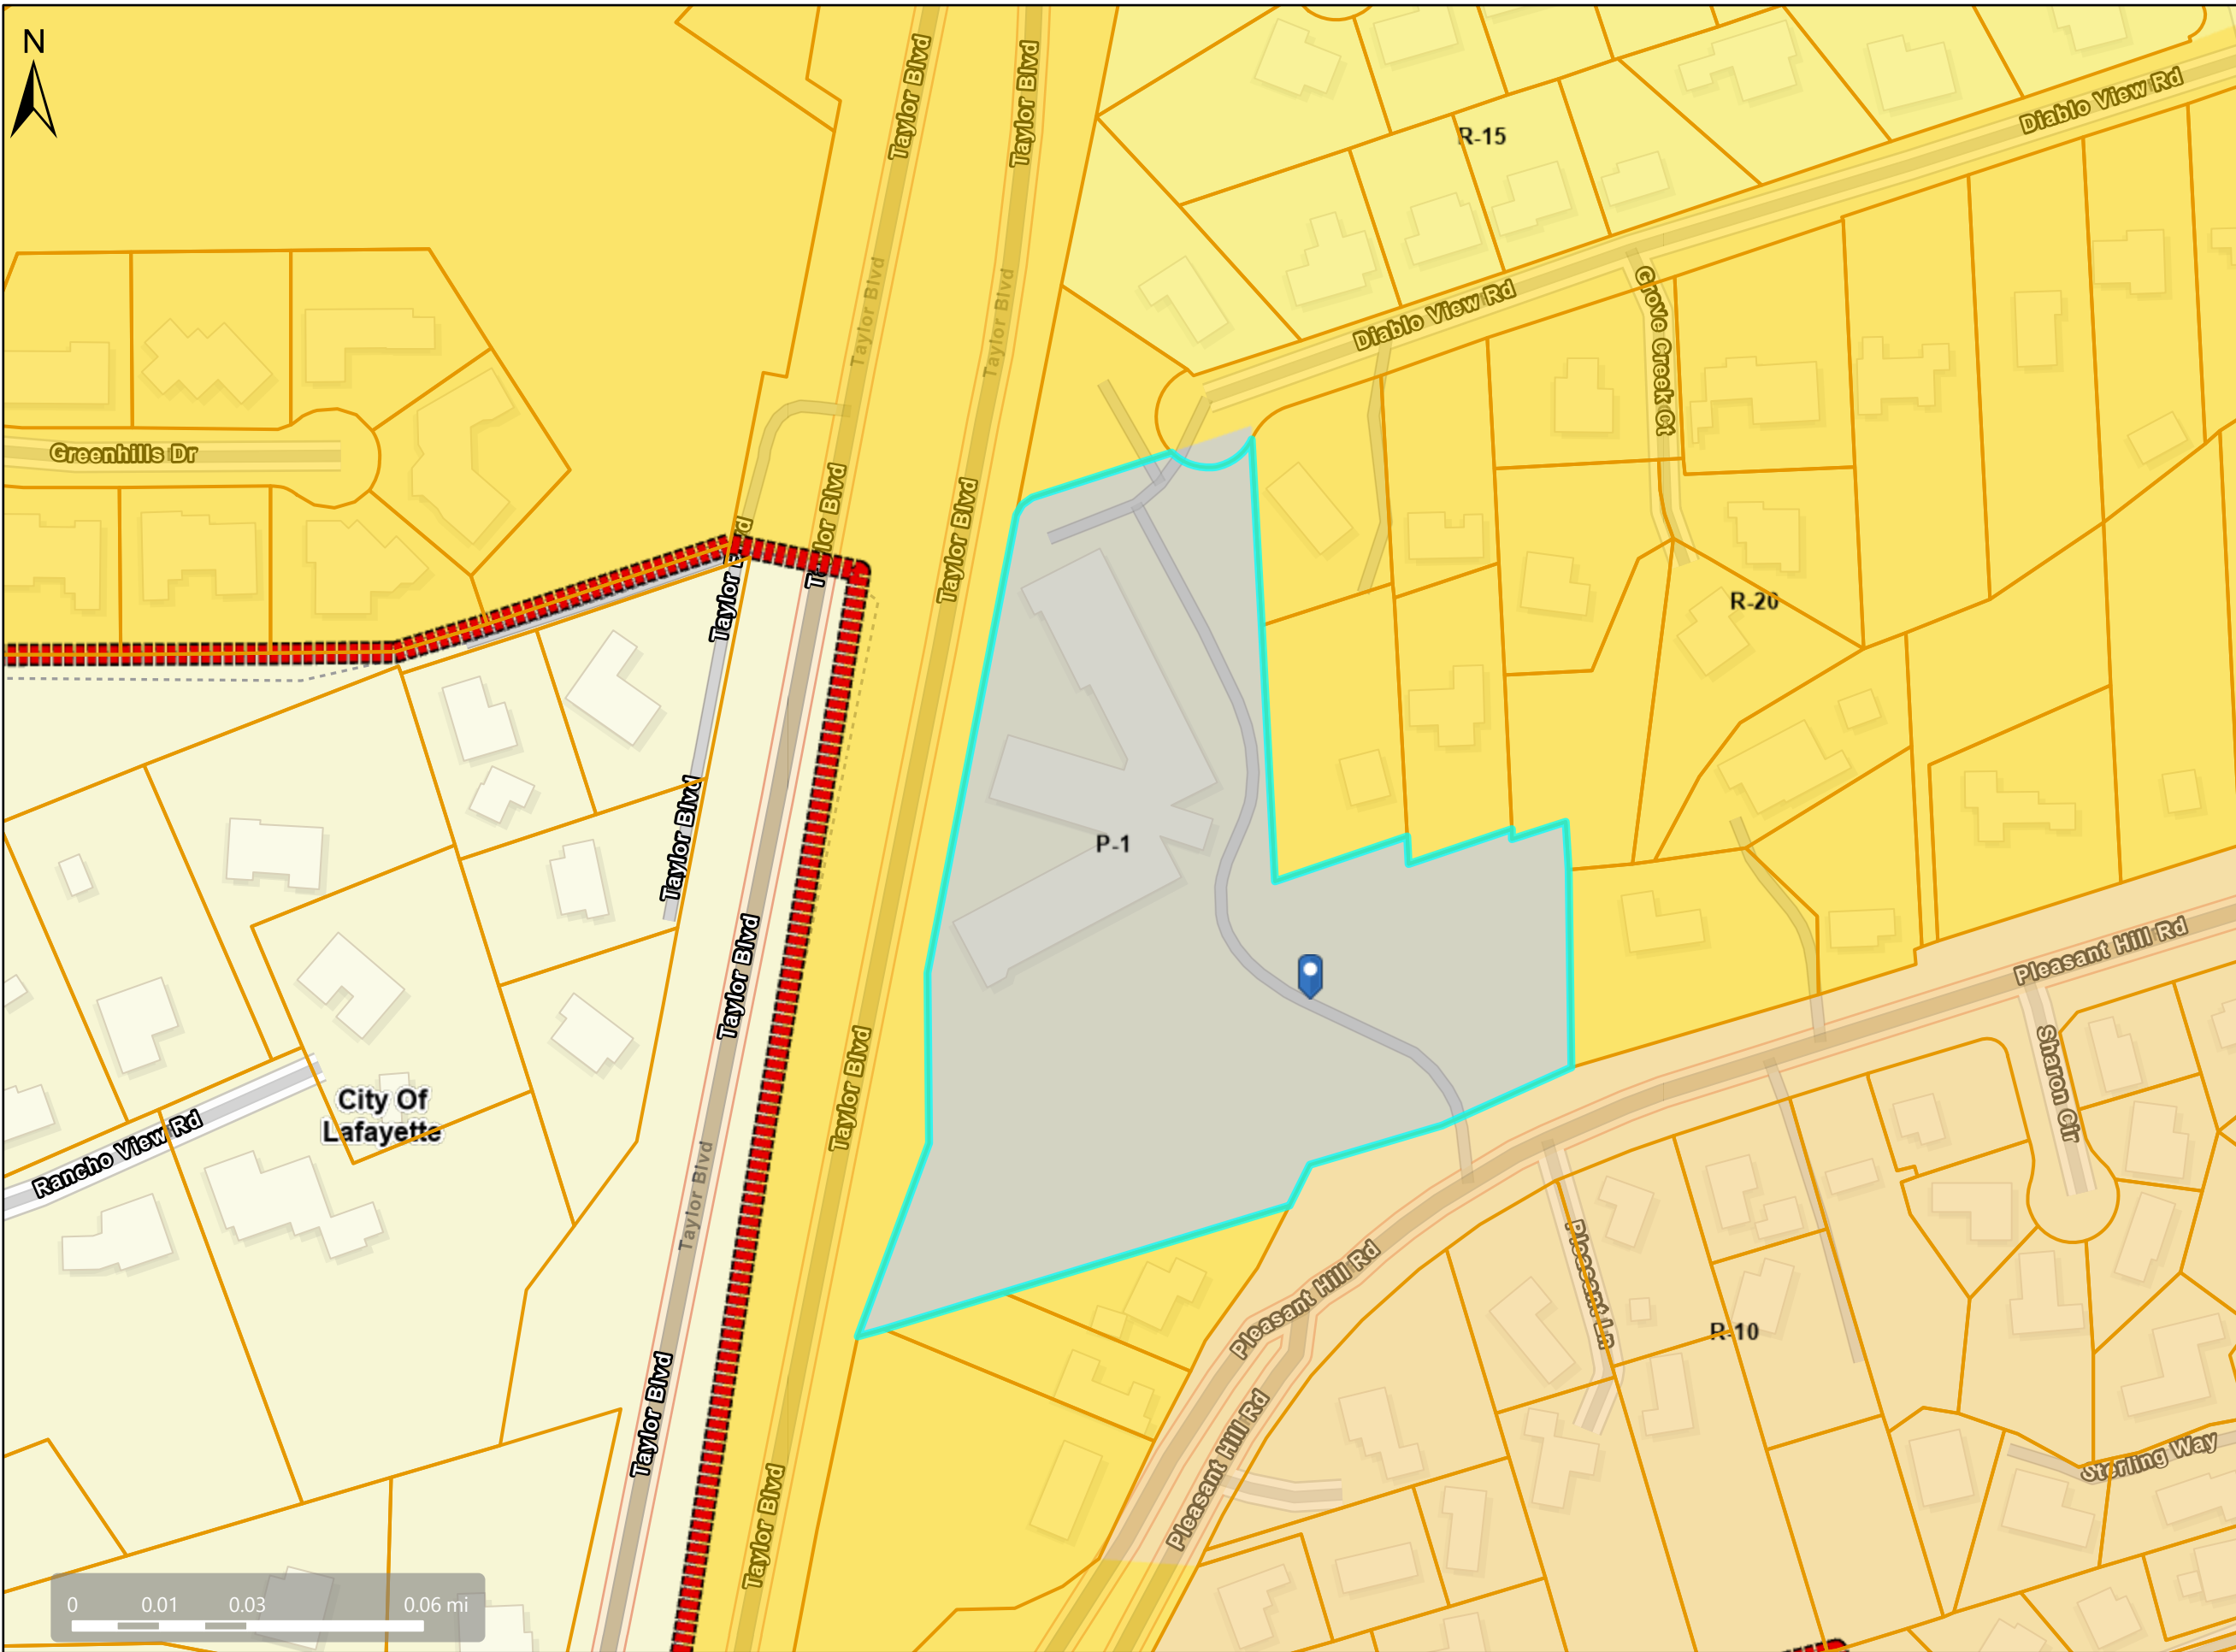 N
Taylor Blvd
Taylor Blvd
Diablo View Rd
R-15
Taylor Blvd
Taylor Blvd
Diablo View Rd
Grove Creek Ct
Greenhills Dr
Taylor Blvd
Taylor Blvd
Taylor B
rd
R-20
Taylor Blvd
P-1
Taylor Blvd
Pleasant Hill Rd
Sharon Cir
City Of
Lafayette
Rancho View Rd
Taylor Blvd
Taylor Blvd
Pleasant Hill Rd
Pleasant Ln
R-10
Taylor Blvd
Pleasant Hill Rd
Sterling Way
Taylor Blvd
0 0.01 0.03 0.06 mi